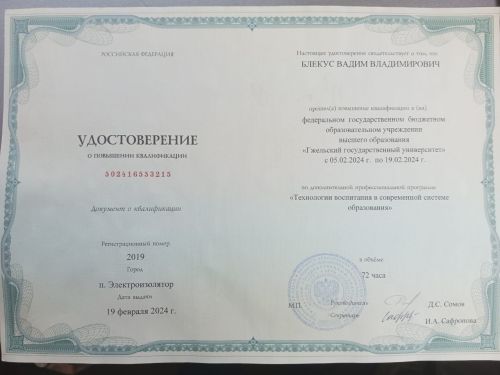 РОССИЙСКАЯ ФЕДЕРАЦИЯ
УДОСТОВЕРЕНИЕ
О ПОВЫШЕНИИ КВАЛИФИКАЦИИ
502416553215
Документ о квалификации
Регистрационный номер
2019
Город
п. Электроизолятор
Дата выдачи
19 февраля 2024 г.
Настоящее удостоверение свидетельствует о том, что
БЛЕКУС ВАДИМ ВЛАДИМИРОВИЧ
прошел(а) повышение квалификации в (на)
федеральном государственном бюджетном
образовательном учреждении
высшего образования
«Гжельский государственный университет»
с 05.02.2024 г. по 19.02.2024 г.
по дополнительной профессиональной программе
«Технологии воспитания в современной системе
образования»
в объёме
72 часа
М.П.
Руководитель
Д.С. Сомов
Секретарь
И.А. Сафронова